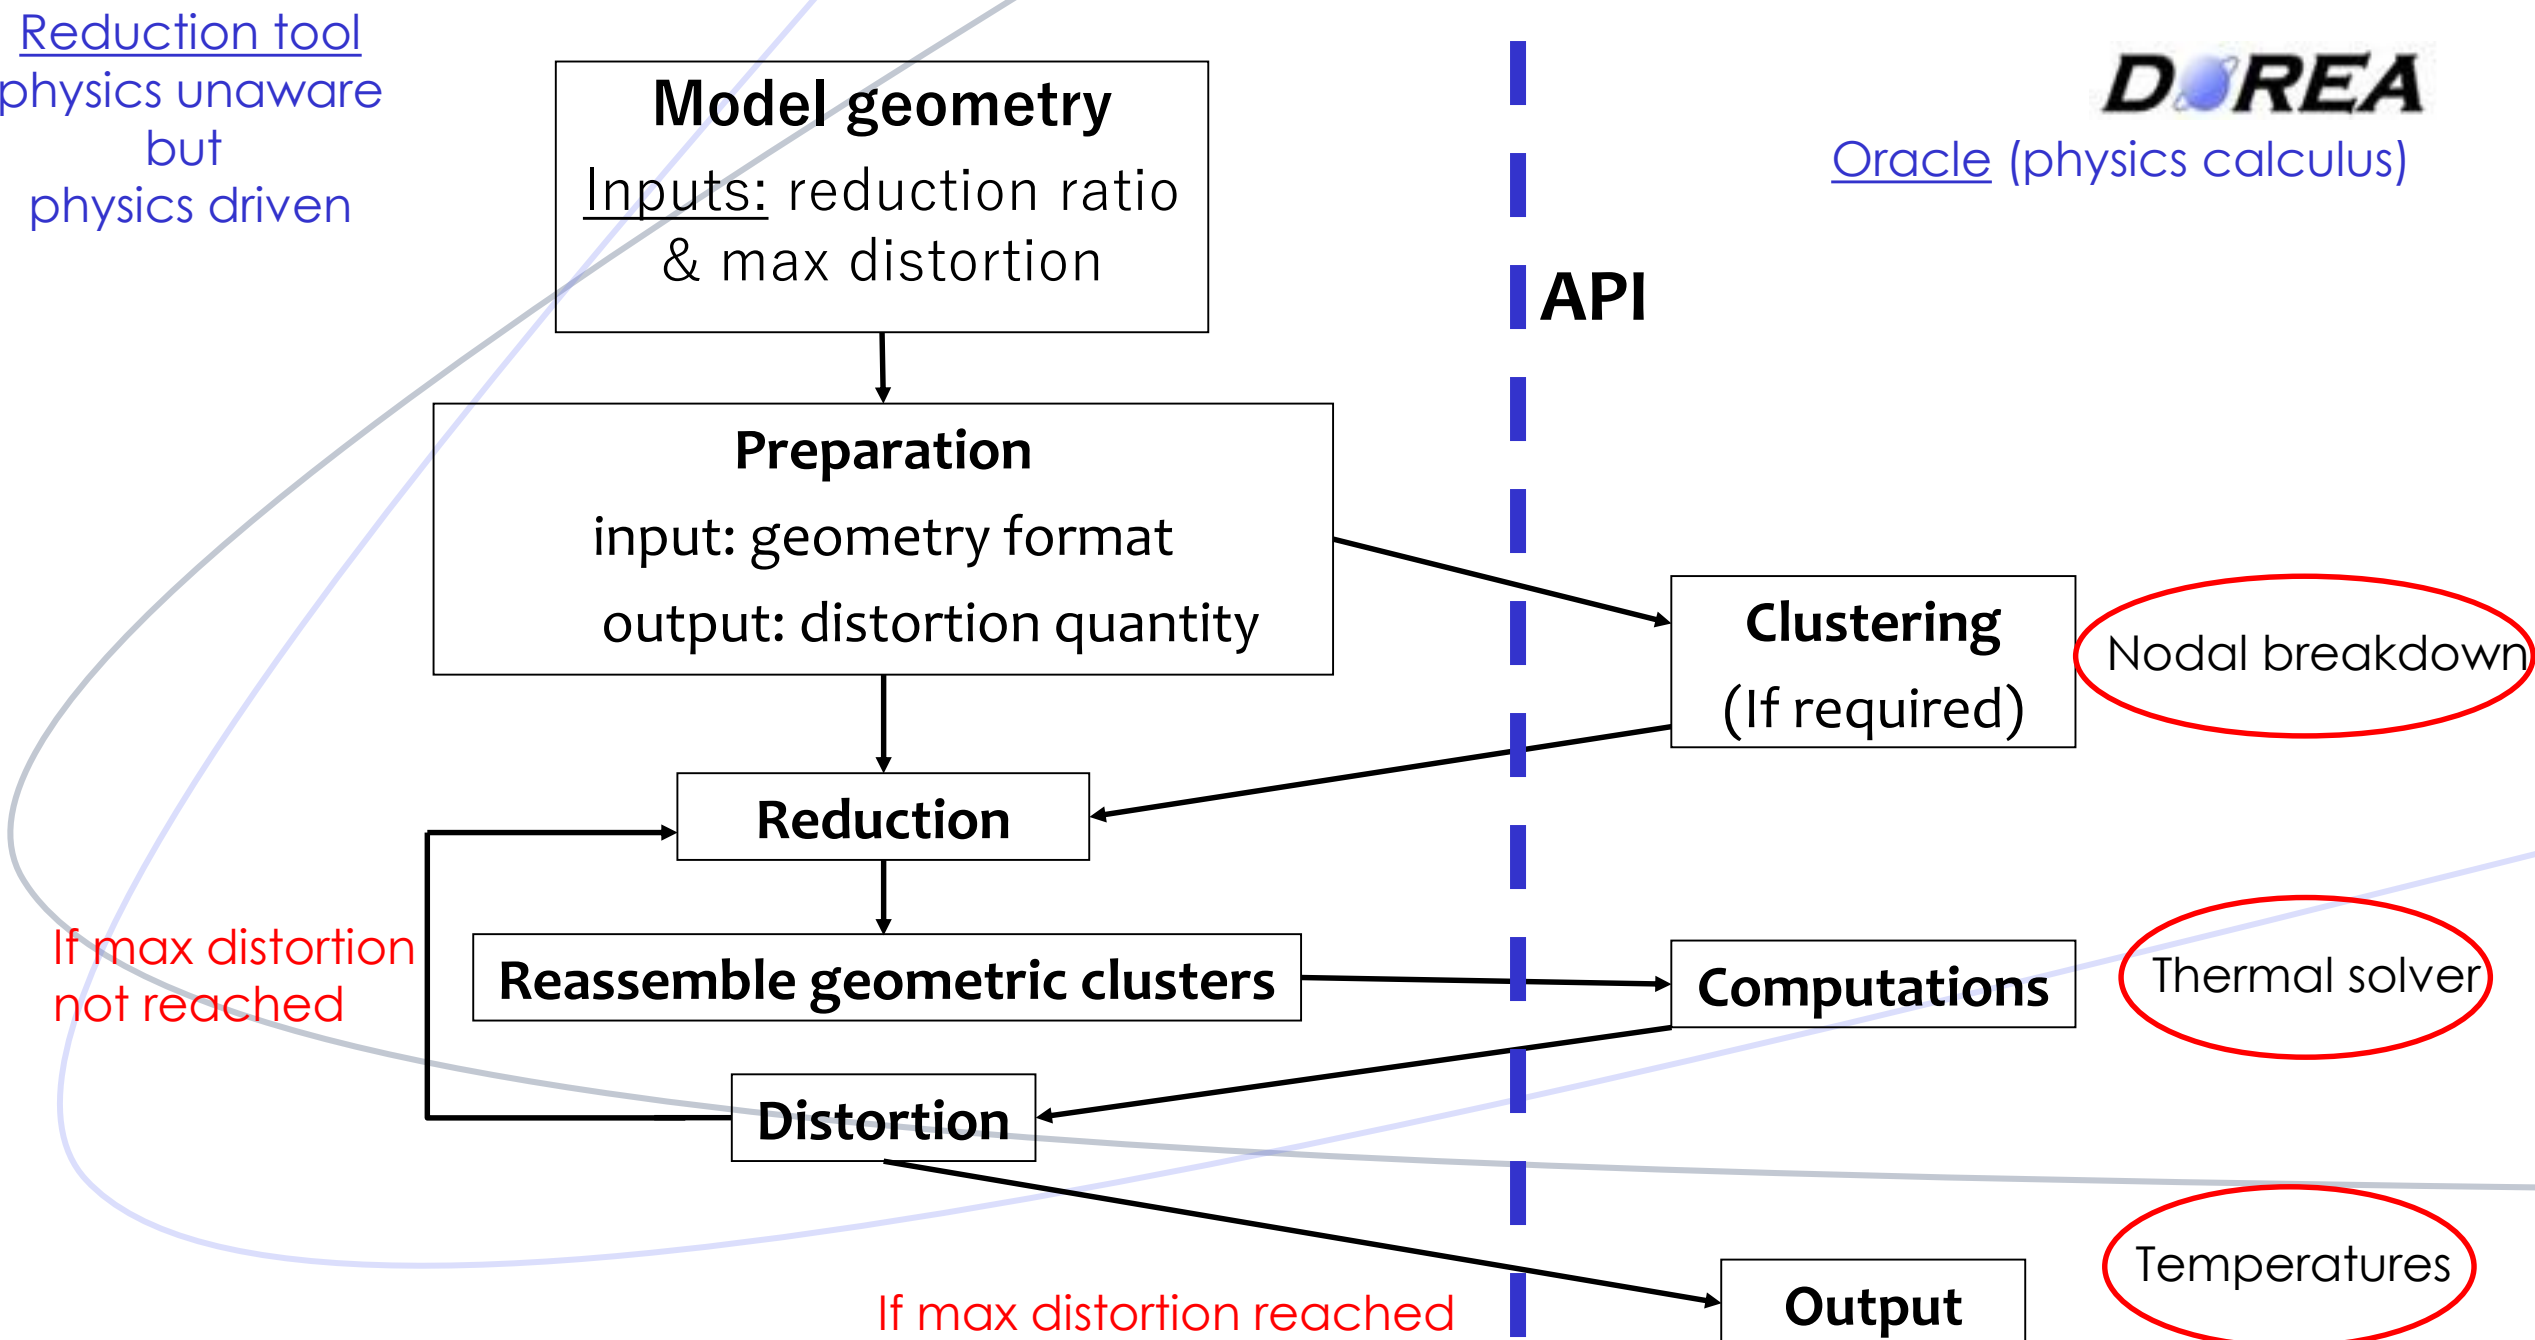 Reduction tool
physics unaware
but
physics driven
Model geometry
Inputs: reduction ratio
& max distortion
DOREA
Oracle (physics calculus)
API
Preparation
input: geometry format
output: distortion quantity
Clustering
(If required)
Nodal breakdown
Reduction
If max distortion
not reached
Reassemble geometric clusters
Computations
Thermal solver
Distortion
If max distortion reached
Output
Temperatures